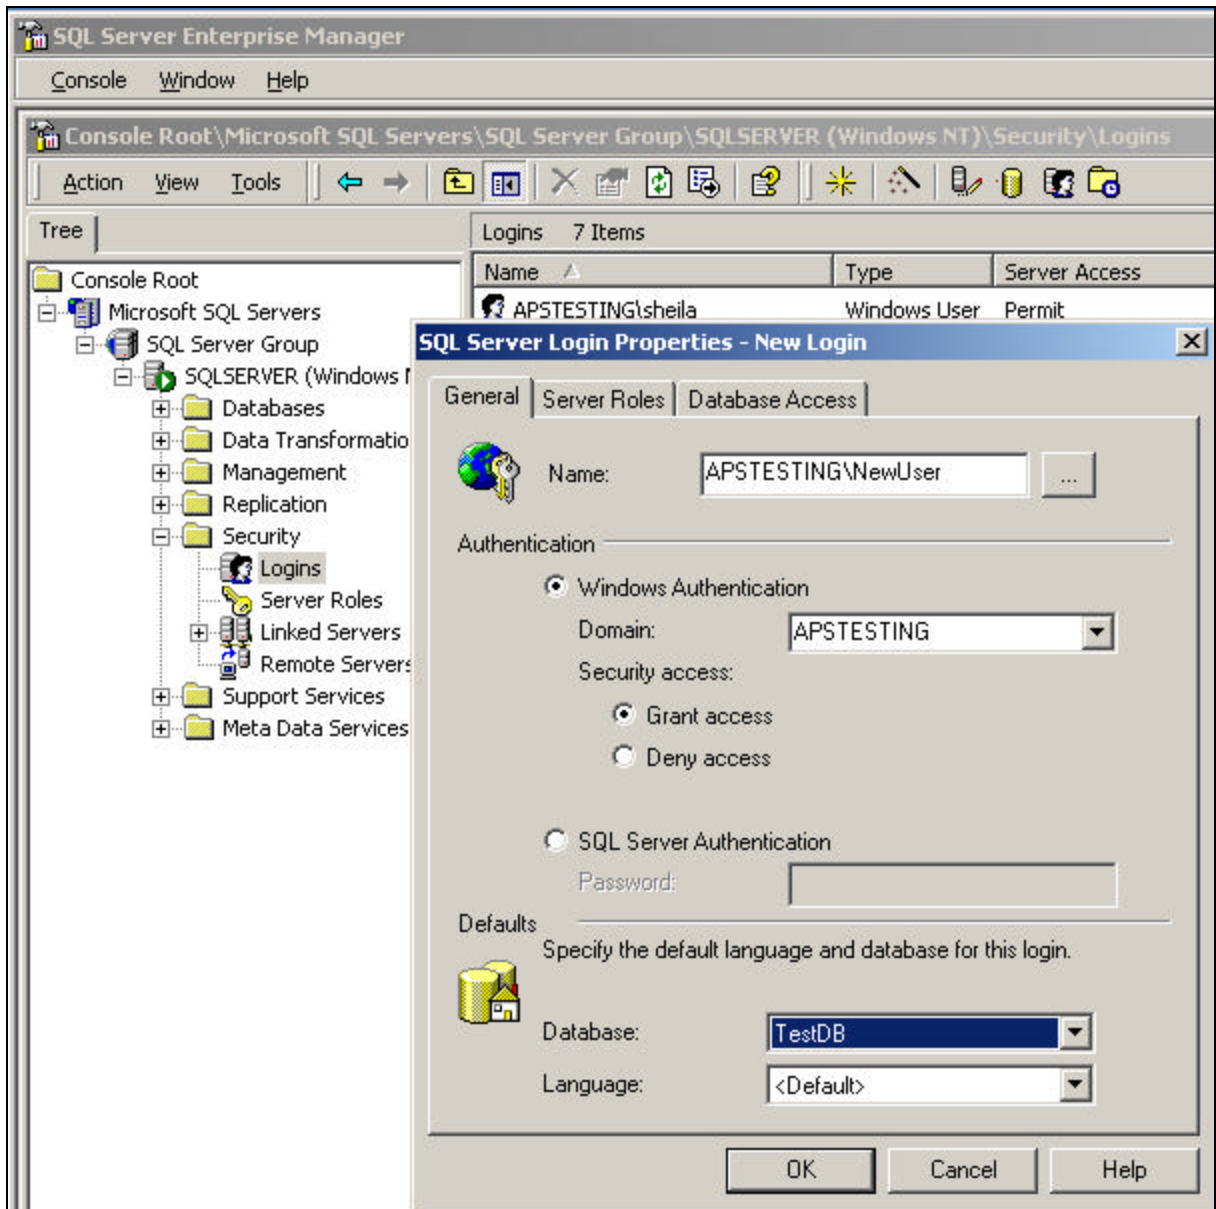 SQL Server Enterprise Manager
Console Window Help
Console Root\Microsoft SQL Servers\SQL Server Group\SQLSERVER (Windows NT)\Security\Logins
Action View Tools
Tree
Logins 7 Items
Name Type Server Access
APSTESTING\sheila Windows User Permit
Console Root
Microsoft SQL Servers
SQL Server Group
SQLSERVER (Windows
Databases
Data Transformatio
Management
Replication
Security
Logins
Server Roles
Linked Servers
Remote Servers
Support Services
Meta Data Services
SQL Server Login Properties - New Login
General Server Roles Database Access
Name: APSTESTING\NewUser ...
Authentication
Windows Authentication
Domain: APSTESTING
Security access:
Grant access
Deny access
SQL Server Authentication
Password:
Defaults
Specify the default language and database for this login.
Database: TestDB
Language: <Default>
OK Cancel Help